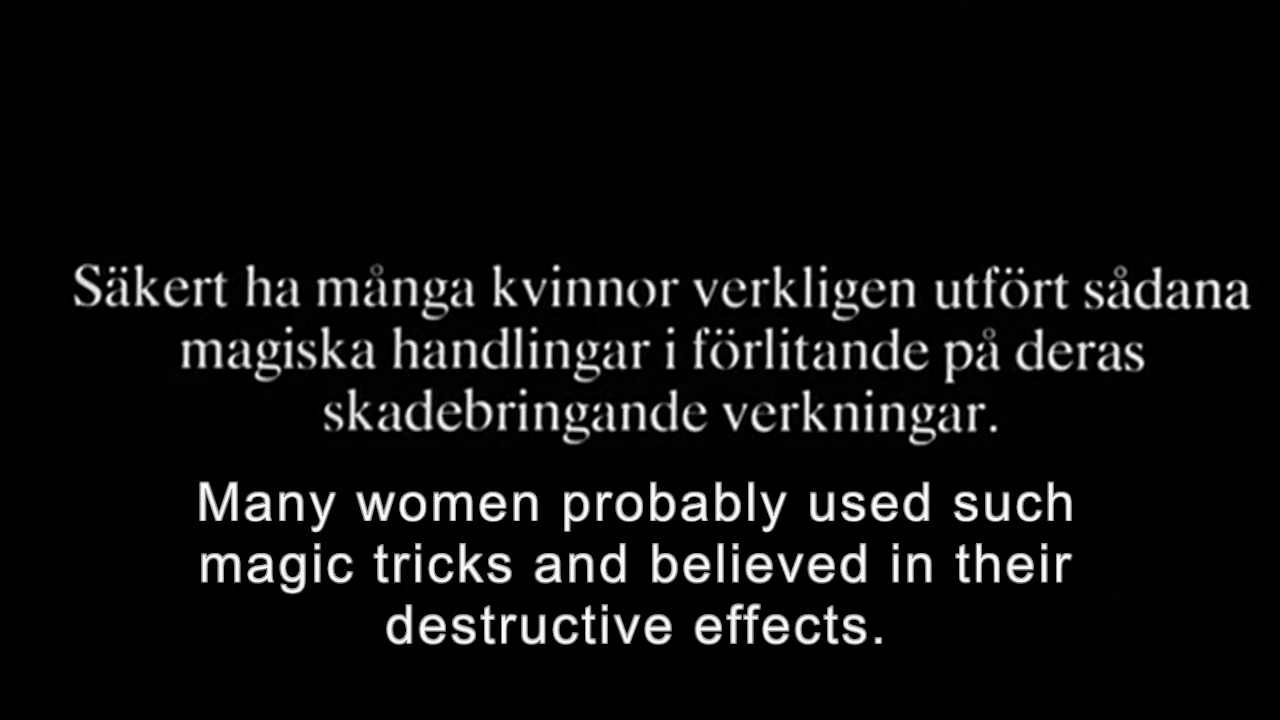 Säkert ha många kvinnor verkligen utfört sådana
magiska handlingar i förlitande på deras
skadebringande verkningar.
Many women probably used such
magic tricks and believed in their
destructive effects.